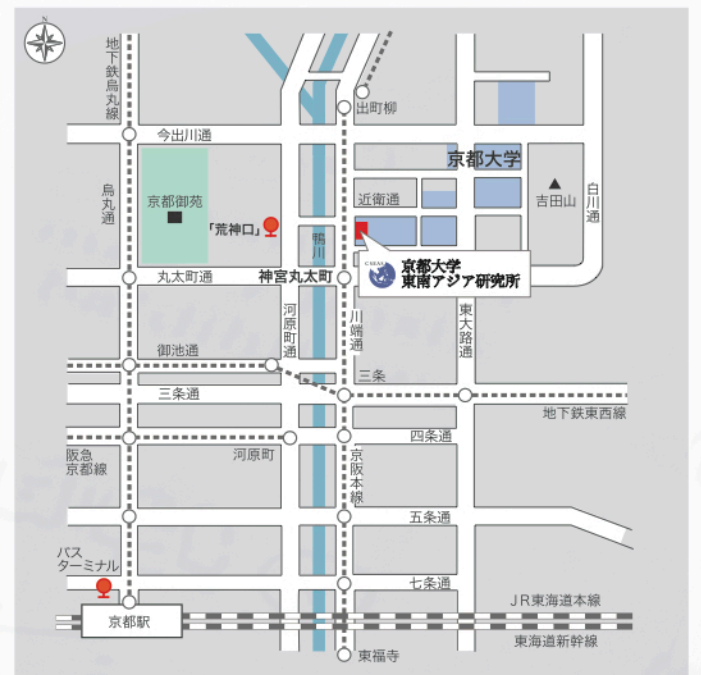 N
地下鉄烏丸線
出町柳
今出川通
京都大学
烏丸通
京都御苑
近衛通
吉田山
白川通
「荒神口」
鴨川
CSEAS
京都大学
東南アジア研究所
丸太町通
神宮丸太町
河原町通
川端通
東大路通
御池通
三条
三条通
地下鉄東西線
四条通
阪急
京都線
河原町
京阪本線
五条通
バス
ターミナル
七条通
JR東海道本線
京都駅
東海道新幹線
東福寺